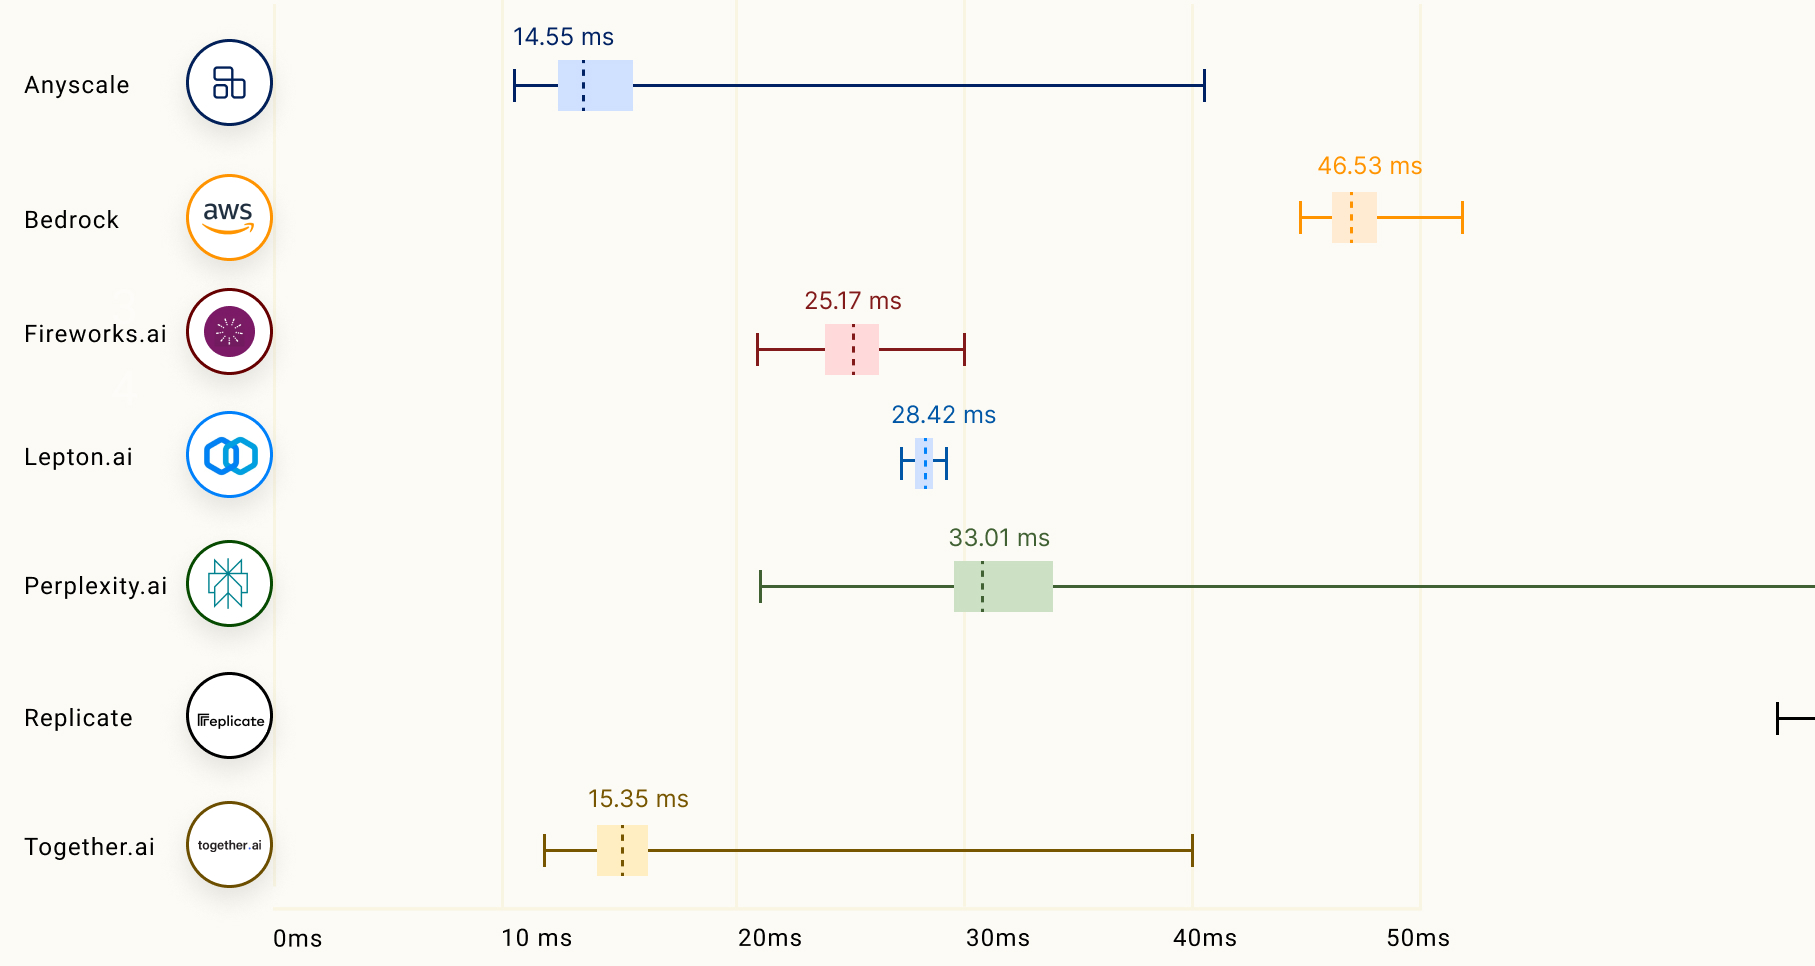 14.55 ms
Anyscale
46.53 ms
Bedrock
aws
25.17 ms
Fireworks.ai
28.42 ms
Lepton.ai
33.01 ms
Perplexity.ai
Replicate
replicate
15.35 ms
Together.ai
together.ai
0ms 10 ms 20ms 30ms 40ms 50ms